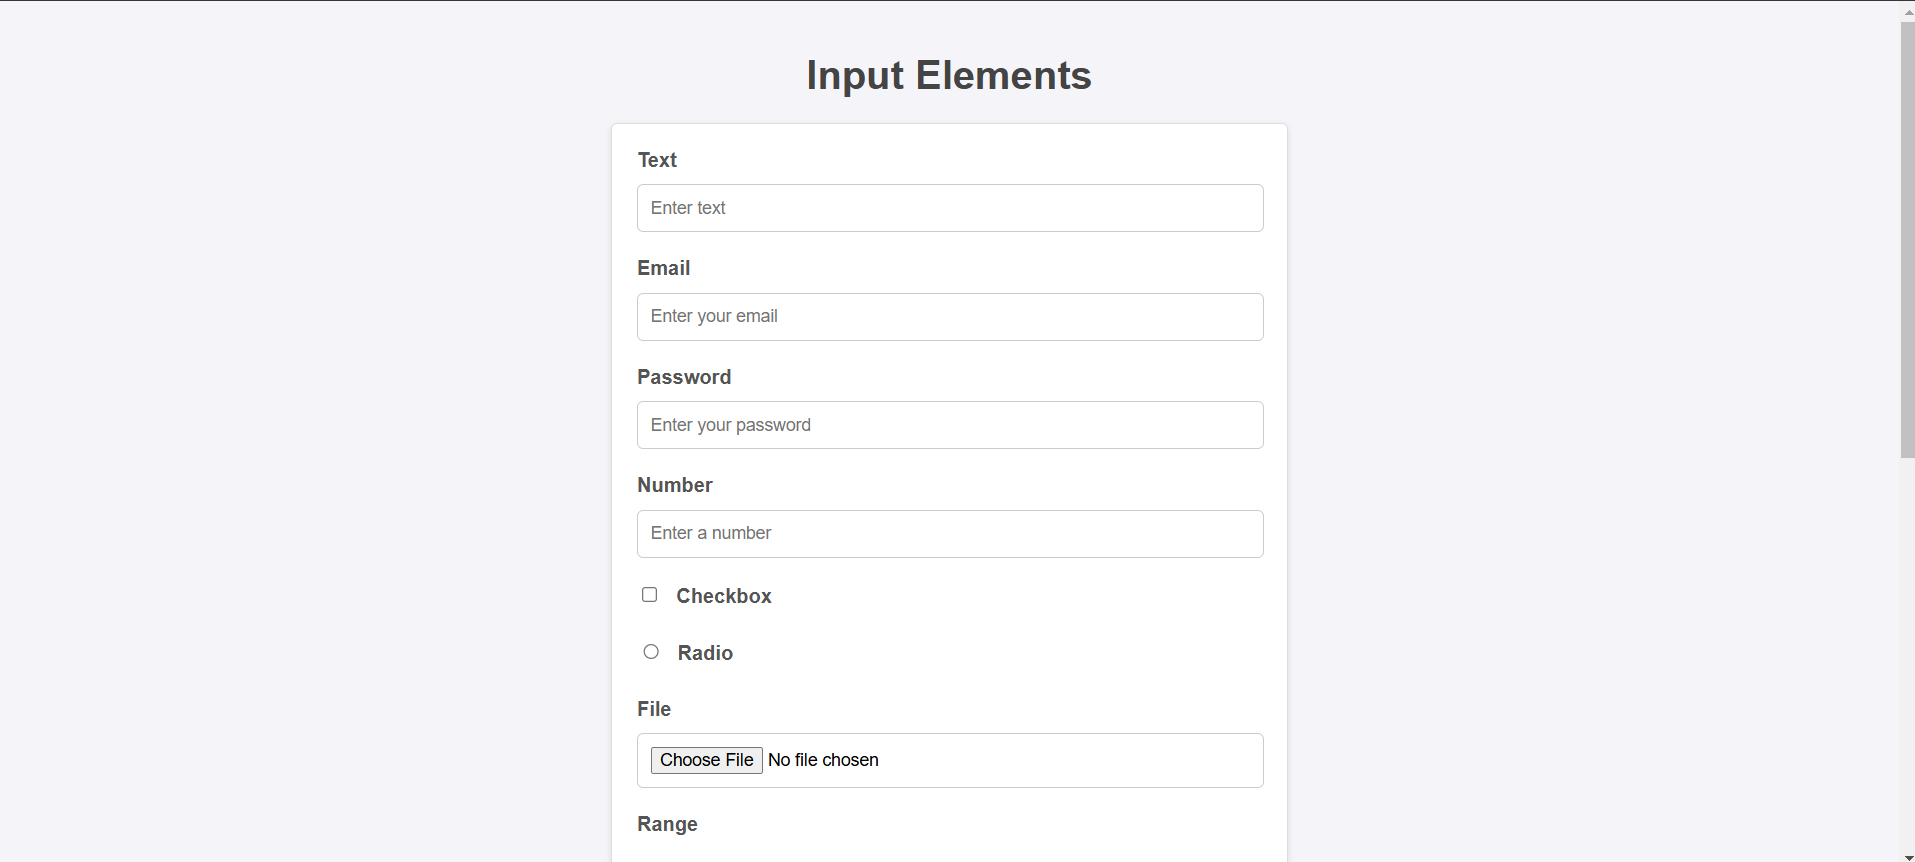 Input Elements
Text
Enter text
Email
Enter your email
Password
Enter your password
Number
Enter a number
Checkbox
Radio
File
Choose File No file chosen
Range